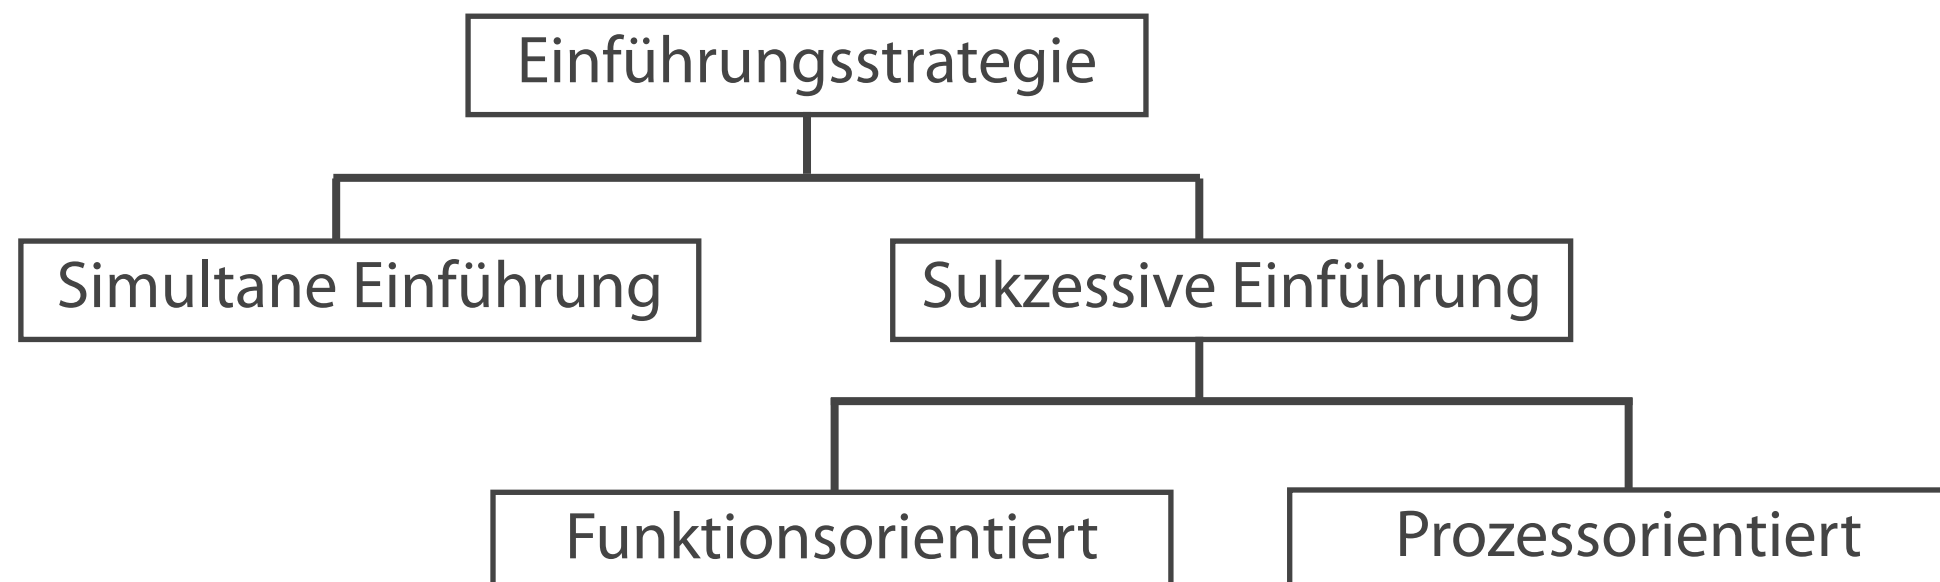 Einführungsstrategie
Simultane Einführung
Sukzessive Einführung
Funktionsorientiert
Prozessorientiert